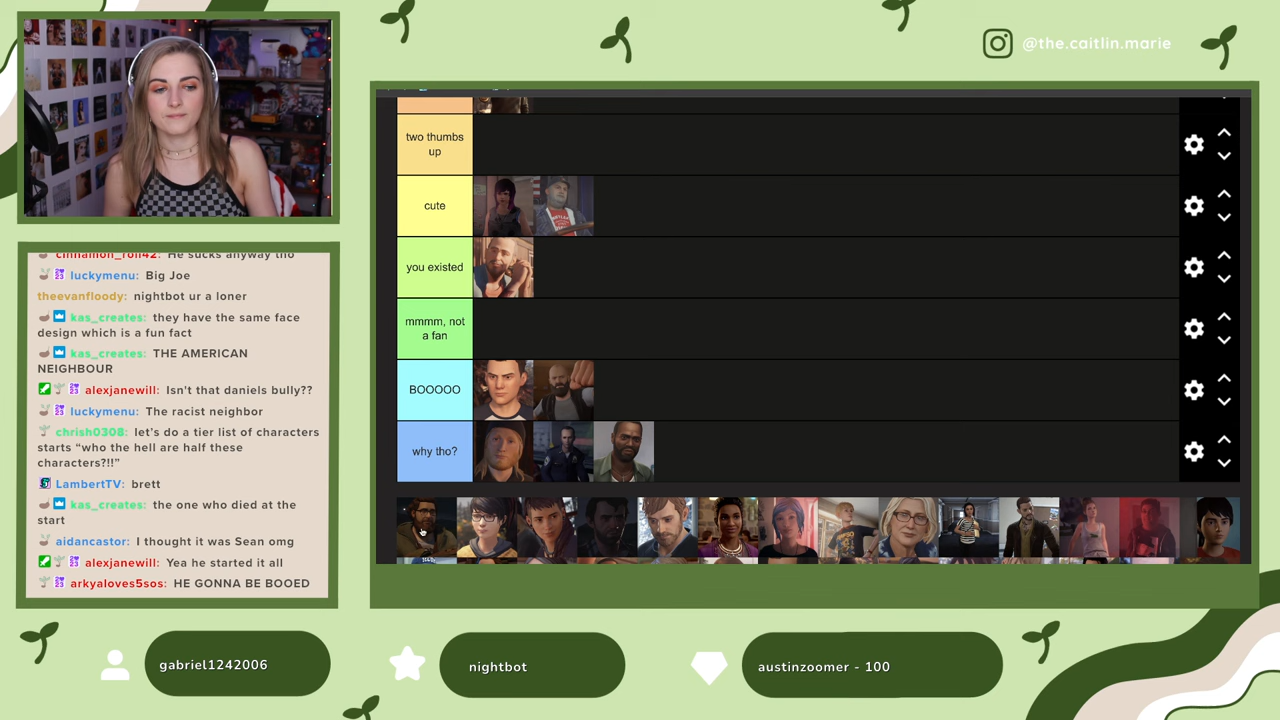 @the.caitlin.marie
two thumbs
up
cute
you existed
mmmm, not
a fan
BOOOOO
why tho?
cinnamon_roll42: He sucks anyway tho
luckymenu: Big Joe
theevanfloody: nightbot ur a loner
kas_creates: they have the same face
design which is a fun fact
kas_creates: THE AMERICAN
NEIGHBOUR
alexjanewill: Isn't that daniels bully??
luckymenu: The racist neighbor
chrish0308: let's do a tier list of characters
starts "who the hell are half these
characters?!!"
LambertTV: brett
kas_creates: the one who died at the
start
aidancastor: I thought it was Sean omg
alexjanewill: Yea he started it all
arkyaloves5sos: HE GONNA BE BOOED
gabriel1242006
nightbot
austinzoomer - 100